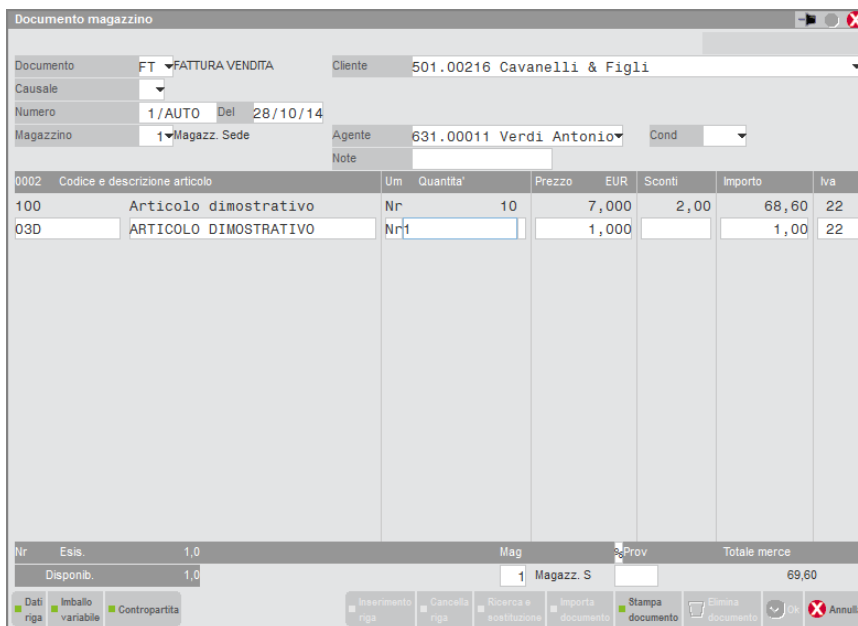 Documento magazzino
Documento FT FATTURA VENDITA Cliente 501.00216 Cavanelli & Figli
Causale
Numero 1/AUTO Del 28/10/14
Magazzino 1 Magazz. Sede Agente 631.00011 Verdi Antonio Cond
Note
0002 Codice e descrizione articolo Um Quantita' Prezzo EUR Sconti Importo Iva
100 Articolo dimostrativo Nr 10 7,000 2,00 68,60 22
03D ARTICOLO DIMOSTRATIVO Nr 1 1,000 1,00 22
Nr Esis. 1,0 Mag Prov Totale merce
Disponib. 1,0 1 Magazz. S 69,60
Dati riga Imballo variabile Contropartita Inserimento riga Cancella riga Ricerca e sostituzione Importa documento Stampa documento Elimina documento Ok Annulla